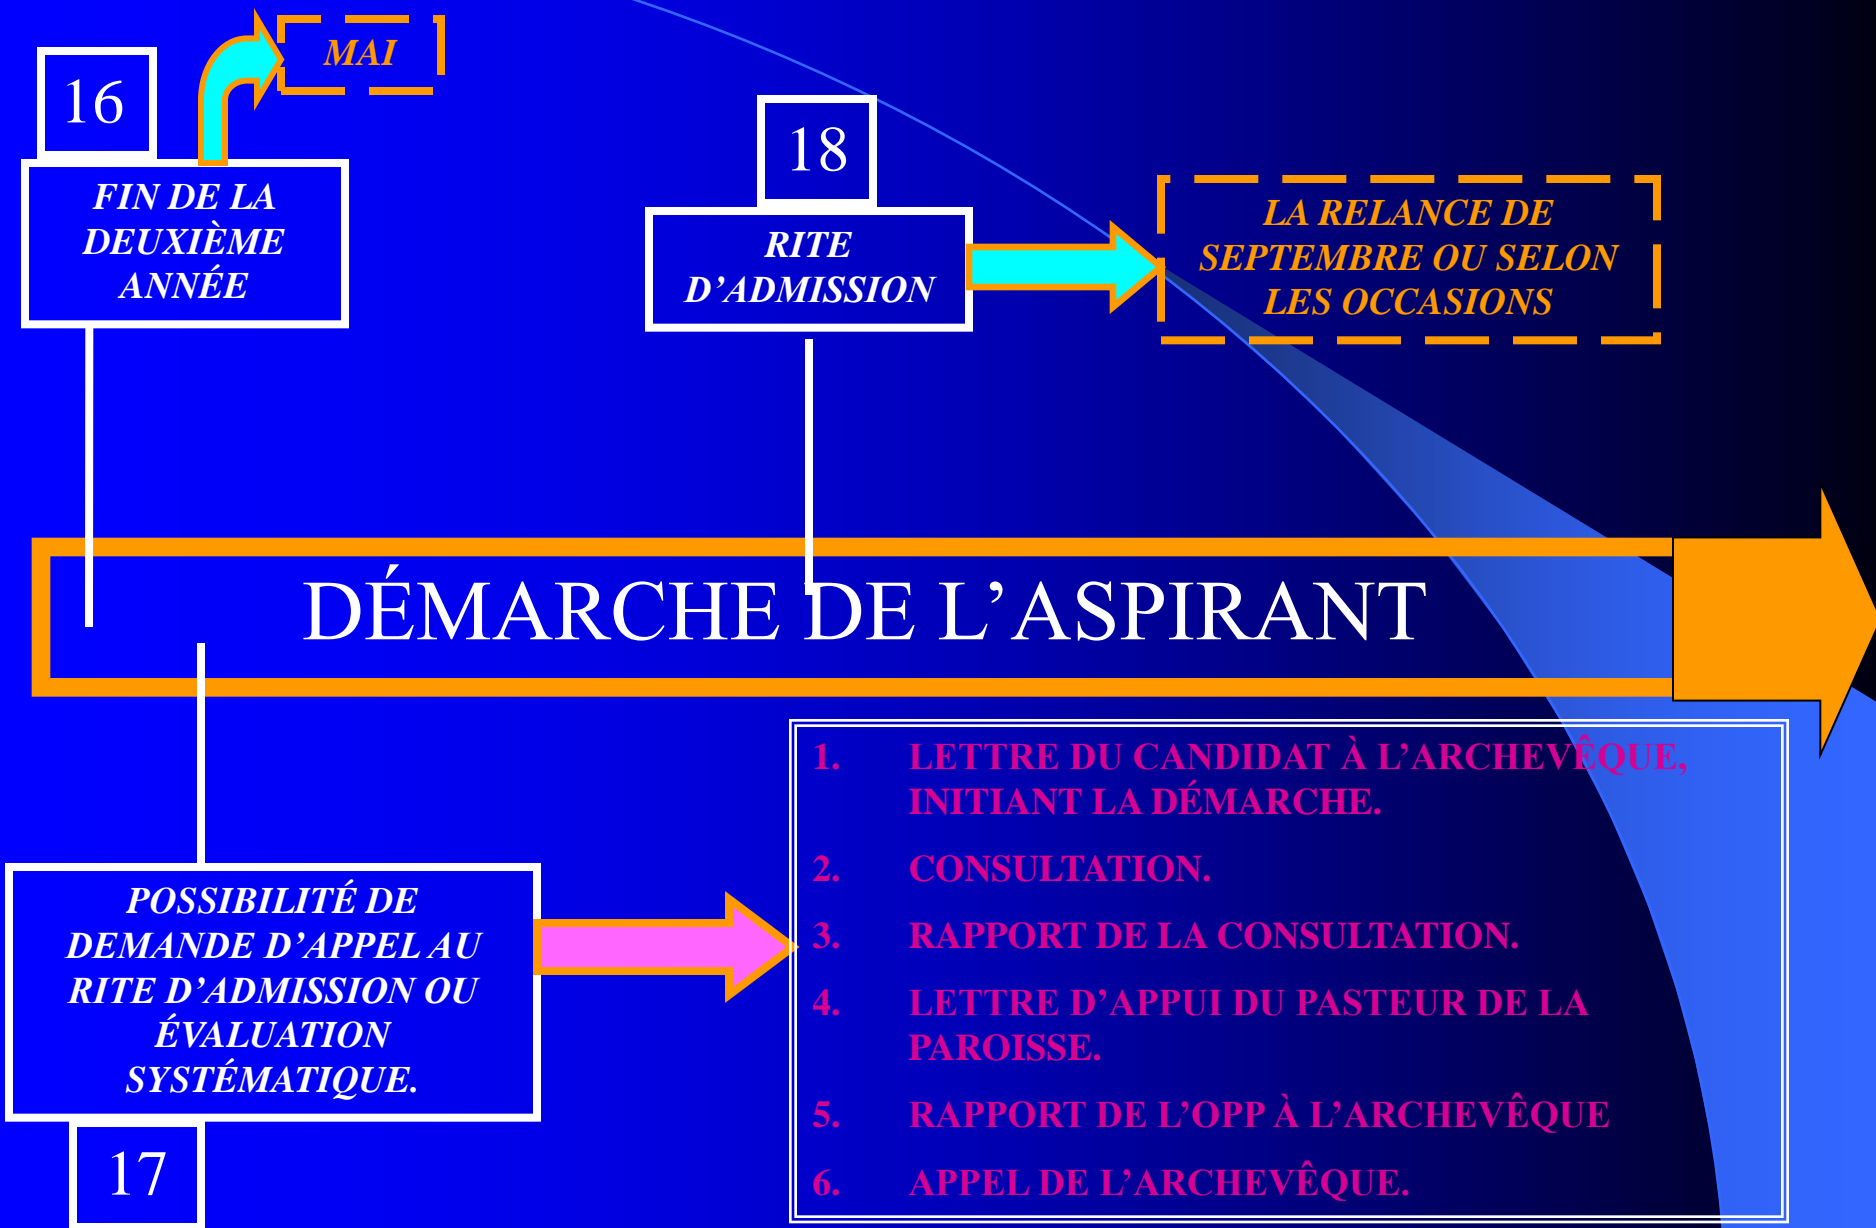 MAI
16
FIN DE LA
DEUXIÈME
ANNÉE
18
RITE
D’ADMISSION
LA RELANCE DE
SEPTEMBRE OU SELON
LES OCCASIONS
DÉMARCHE DE L’ASPIRANT
POSSIBILITÉ DE
DEMANDE D’APPEL AU
RITE D’ADMISSION OU
ÉVALUATION
SYSTÉMATIQUE.
17
1. LETTRE DU CANDIDAT À L’ARCHEVÊQUE,
INITIANT LA DÉMARCHE.
2. CONSULTATION.
3. RAPPORT DE LA CONSULTATION.
4. LETTRE D’APPUI DU PASTEUR DE LA
PAROISSE.
5. RAPPORT DE L’OPP À L’ARCHEVÊQUE
6. APPEL DE L’ARCHEVÊQUE.